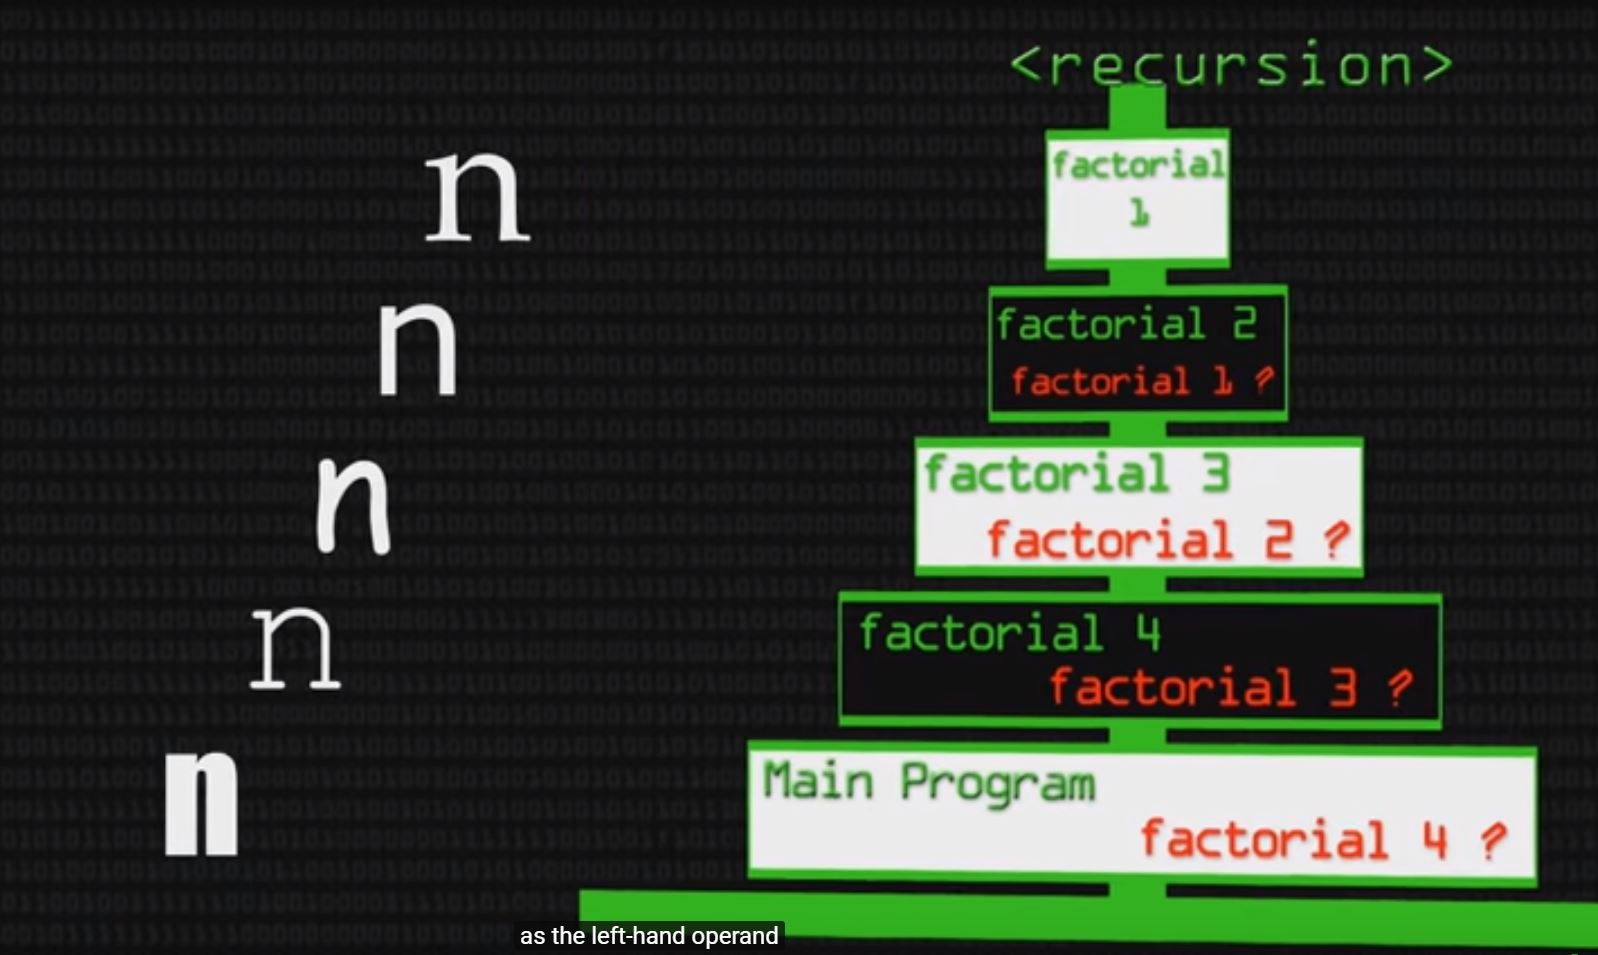 <recursion>
n
factorial
1
n
factorial 2
factorial 1 ?
n
factorial 3
factorial 2 ?
n
factorial 4
factorial 3 ?
n
Main Program
factorial 4 ?
as the left-hand operand